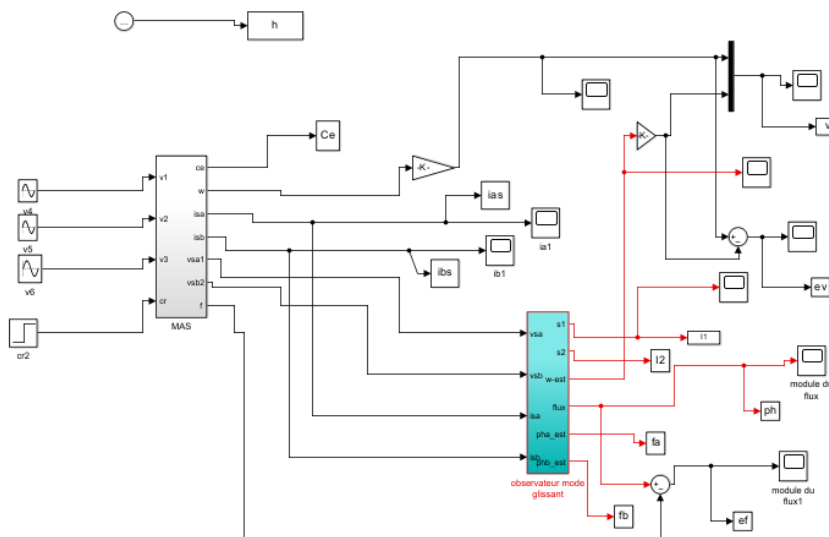 ...
h
Ce
-K-
-K-
v
ias
ia1
ibs
ib1
v4
v5
v6
cr2
v1
v2
v3
cr
ce
w
isa
isb
vsa1
vsb2
f
MAS
+
-
ev
vsa
vsb
isa
isb
s1
s2
w-est
flux
pha_est
phb_est
observateur mode
glissant
I1
I2
module du
flux
ph
fa
fb
+
-
module du
flux1
ef